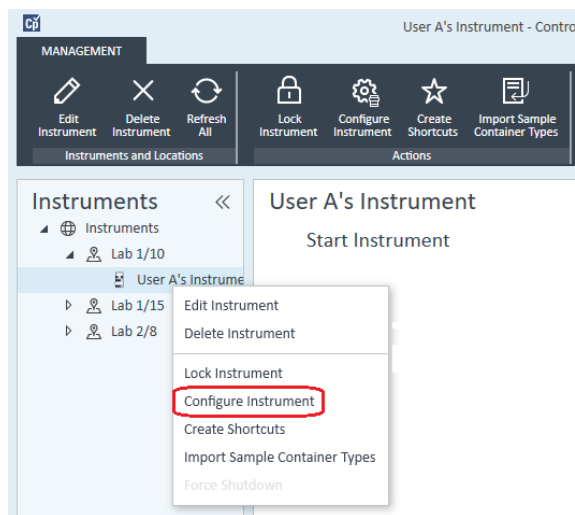 Cp
User A's Instrument - Contro
MANAGEMENT
Edit
Instrument
Delete
Instrument
Refresh
All
Lock
Instrument
Configure
Instrument
Create
Shortcuts
Import Sample
Container Types
Instruments and Locations
Actions
Instruments
Instruments
Lab 1/10
User A's Instrume
Lab 1/15
Lab 2/8
User A's Instrument
Start Instrument
Edit Instrument
Delete Instrument
Lock Instrument
Configure Instrument
Create Shortcuts
Import Sample Container Types
Force Shutdown